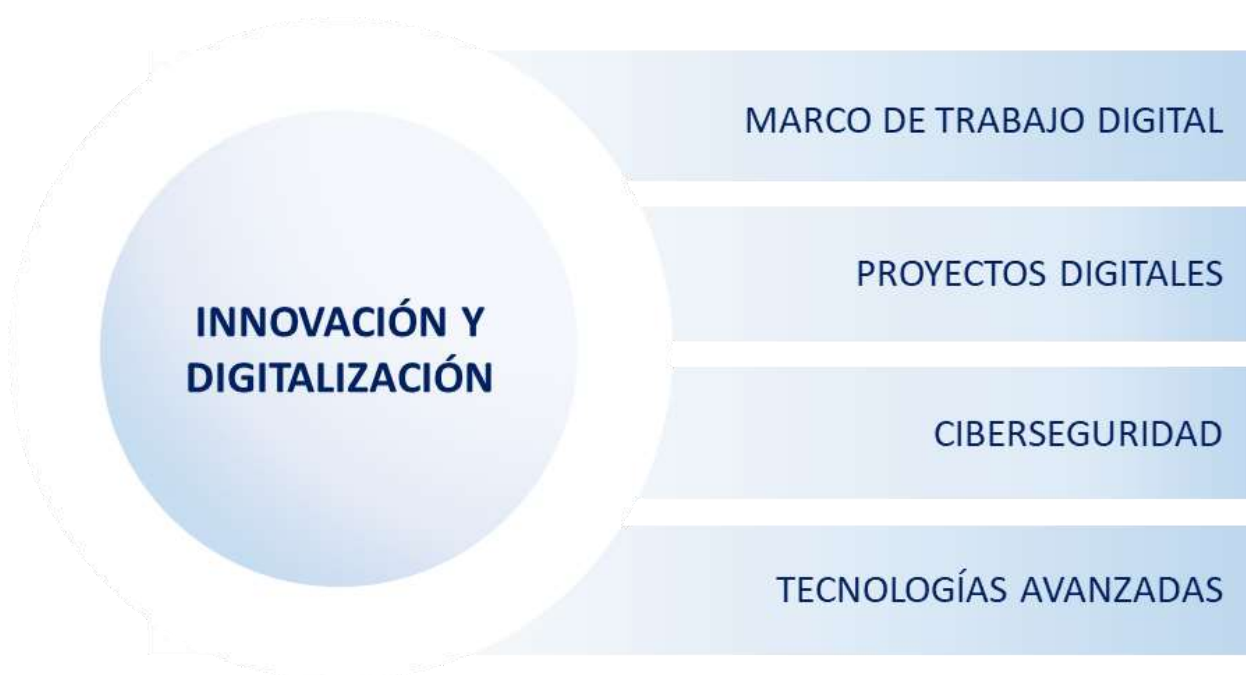 INNOVACIÓN Y
DIGITALIZACIÓN
MARCO DE TRABAJO DIGITAL
PROYECTOS DIGITALES
CIBERSEGURIDAD
TECNOLOGÍAS AVANZADAS